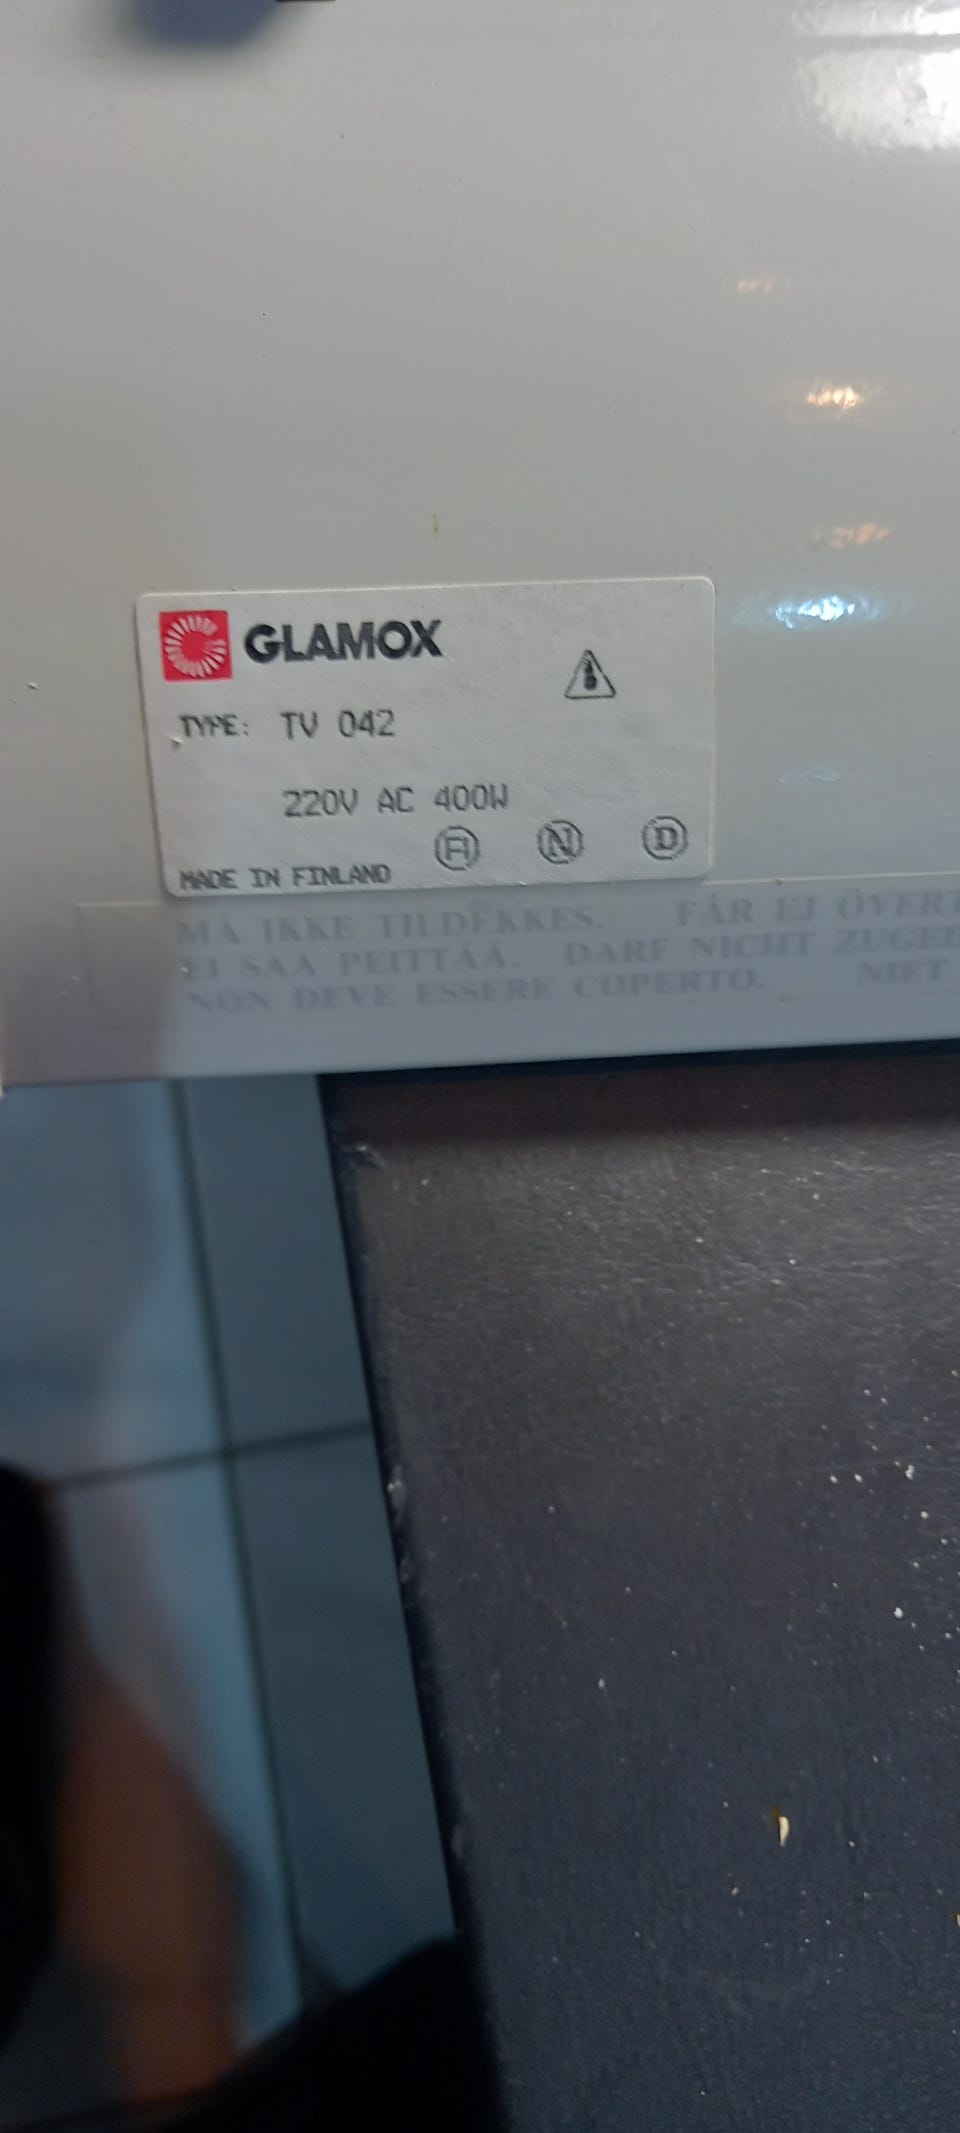 GLAMOX
TYPE: TV 042
220V AC 400W
MADE IN FINLAND
N D
MÅ IKKE TILDEKKES. FÅR EJ ÖVERT
EI SAA PEITTÄÄ. DARF NICHT ZUGED
NON DEVE ESSERE COPERTO. NIET